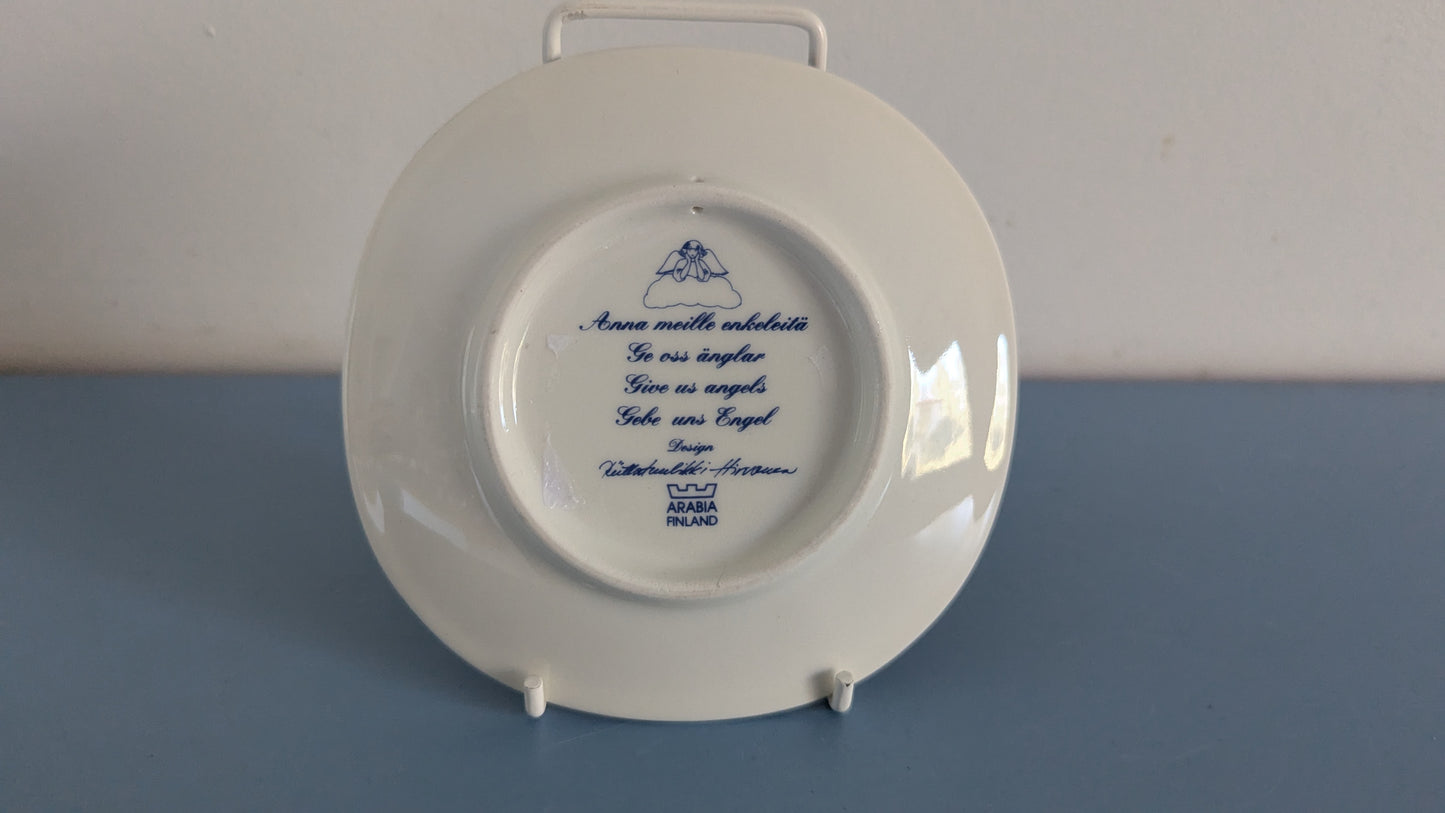 Anna meille enkeleitä
Ge oss änglar
Give us angels
Gebe uns Engel
Design
ARABIA
FINLAND